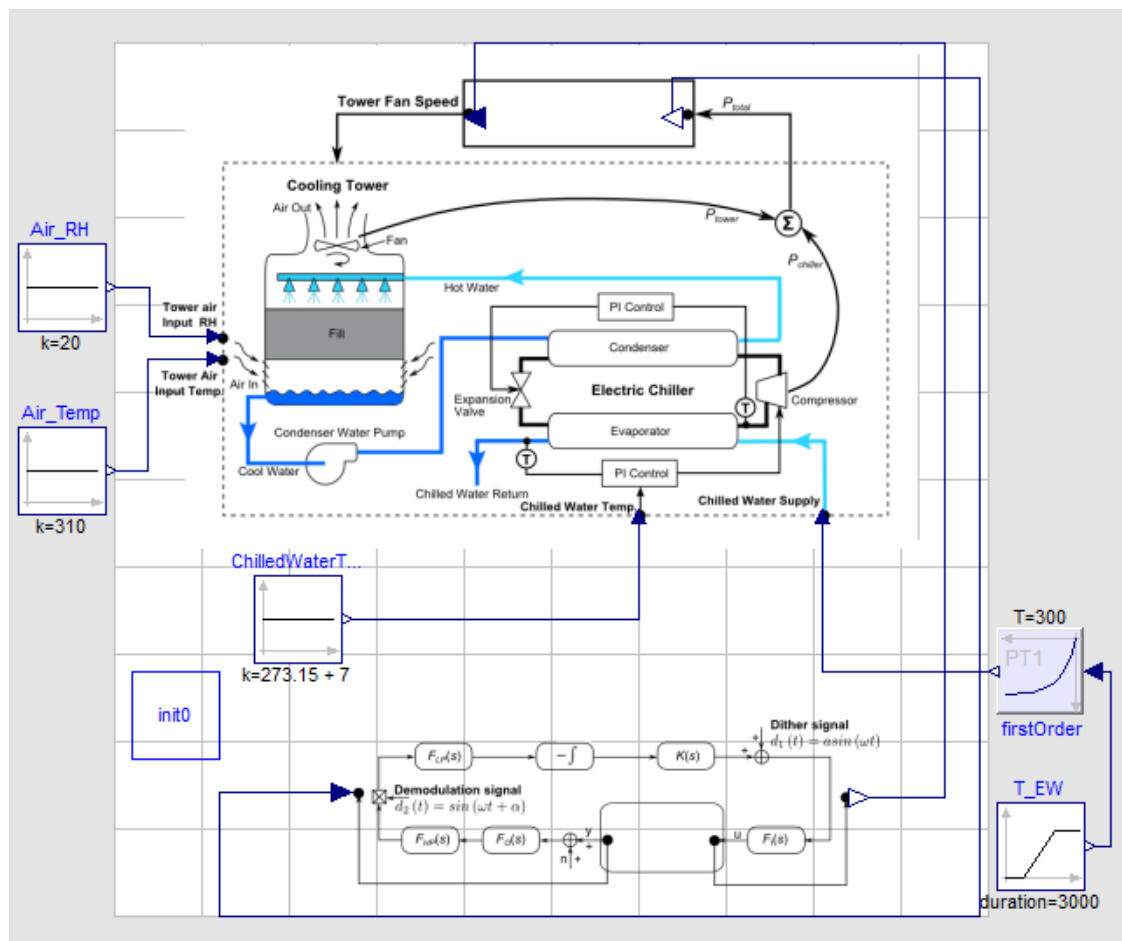 Tower Fan Speed
P_total
Cooling Tower
Air Out
Fan
P_tower
Σ
P_chiller
Air_RH
k=20
Tower air
Input RH
Hot Water
PI Control
Fill
Condenser
Tower Air
Input Temp
Air In
Electric Chiller
Expansion
Valve
Compressor
T
Air_Temp
k=310
Condenser Water Pump
Evaporator
Cool Water
T
PI Control
Chilled Water Return
Chilled Water Temp.
Chilled Water Supply
ChilledWaterT...
k=273.15 + 7
T=300
PT1
firstOrder
init0
Dither signal
d₁ (t) = asin (ωt)
F_LP(s)
−∫
K(s)
+
+
Demodulation signal
d₂ (t) = sin (ωt + α)
T_EW
F_HP(s)
F_O(s)
y
+
n
+
u
F_I(s)
duration=3000